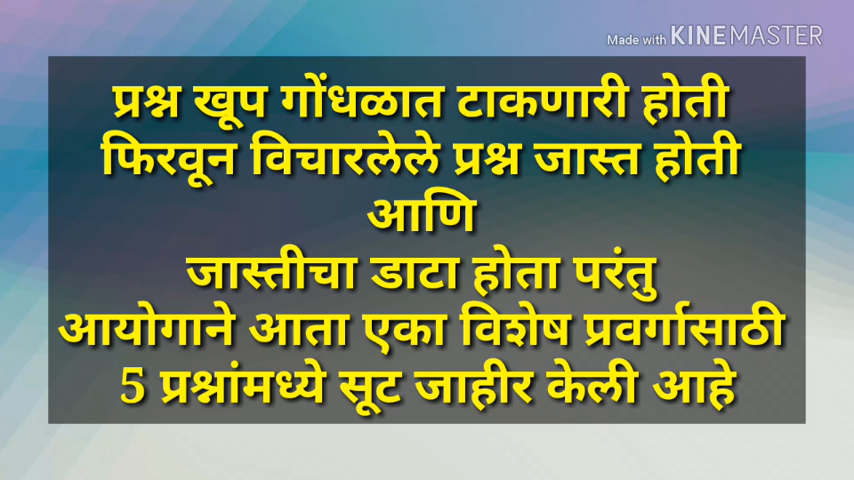 Made with KINEMASTER
प्रश्न खूप गोंधळात टाकणारी होती
फिरवून विचारलेले प्रश्न जास्त होती
आणि
जास्तीचा डाटा होता परंतु
आयोगाने आता एका विशेष प्रवर्गासाठी
5 प्रश्नांमध्ये सूट जाहीर केली आहे